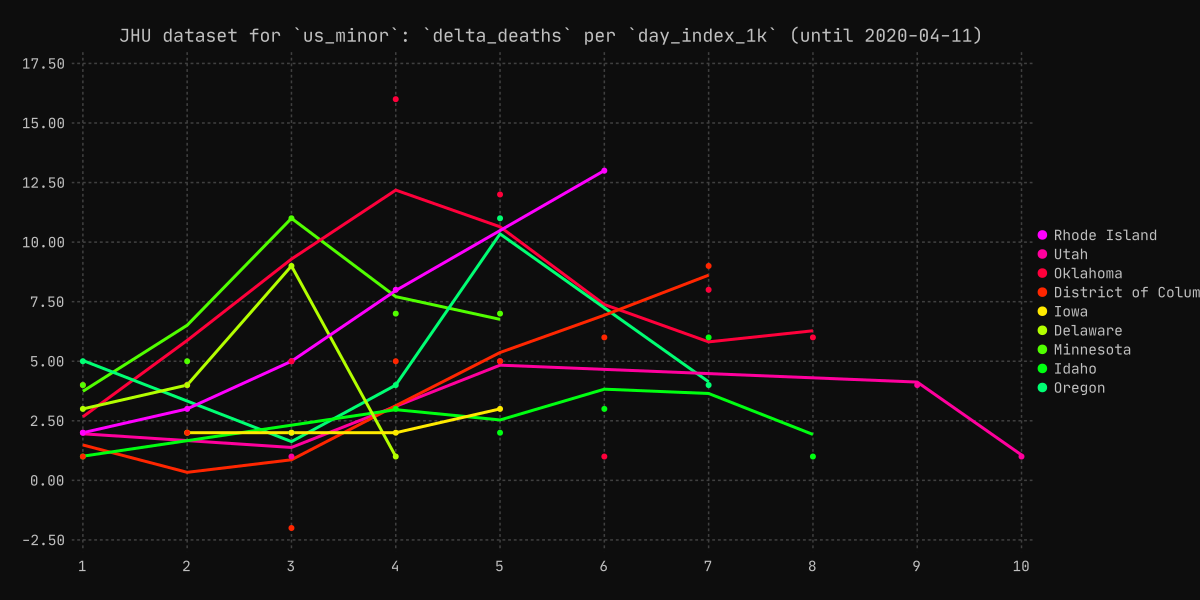 JHU dataset for `us_minor`: `delta_deaths` per `day_index_1k` (until 2020-04-11)
17.50
15.00
12.50
10.00
7.50
5.00
2.50
0.00
-2.50
1 2 3 4 5 6 7 8 9 10
Rhode Island
Utah
Oklahoma
District of Colum
Iowa
Delaware
Minnesota
Idaho
Oregon